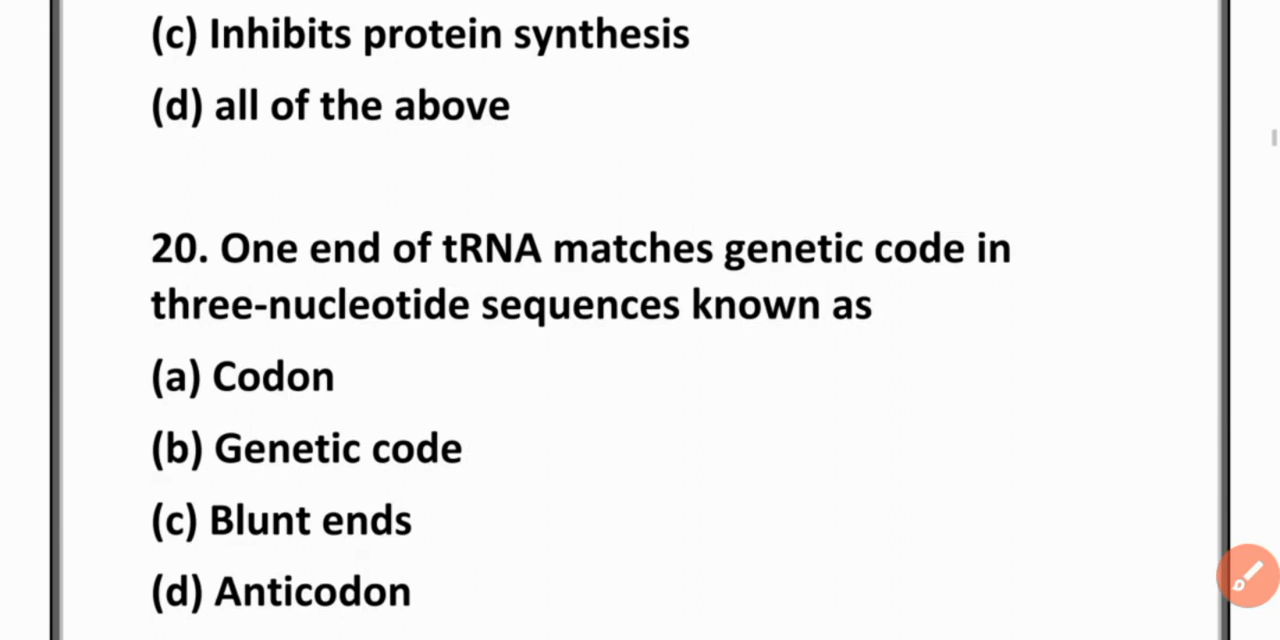 (c) Inhibits protein synthesis
(d) all of the above
20. One end of tRNA matches genetic code in
three-nucleotide sequences known as
(a) Codon
(b) Genetic code
(c) Blunt ends
(d) Anticodon